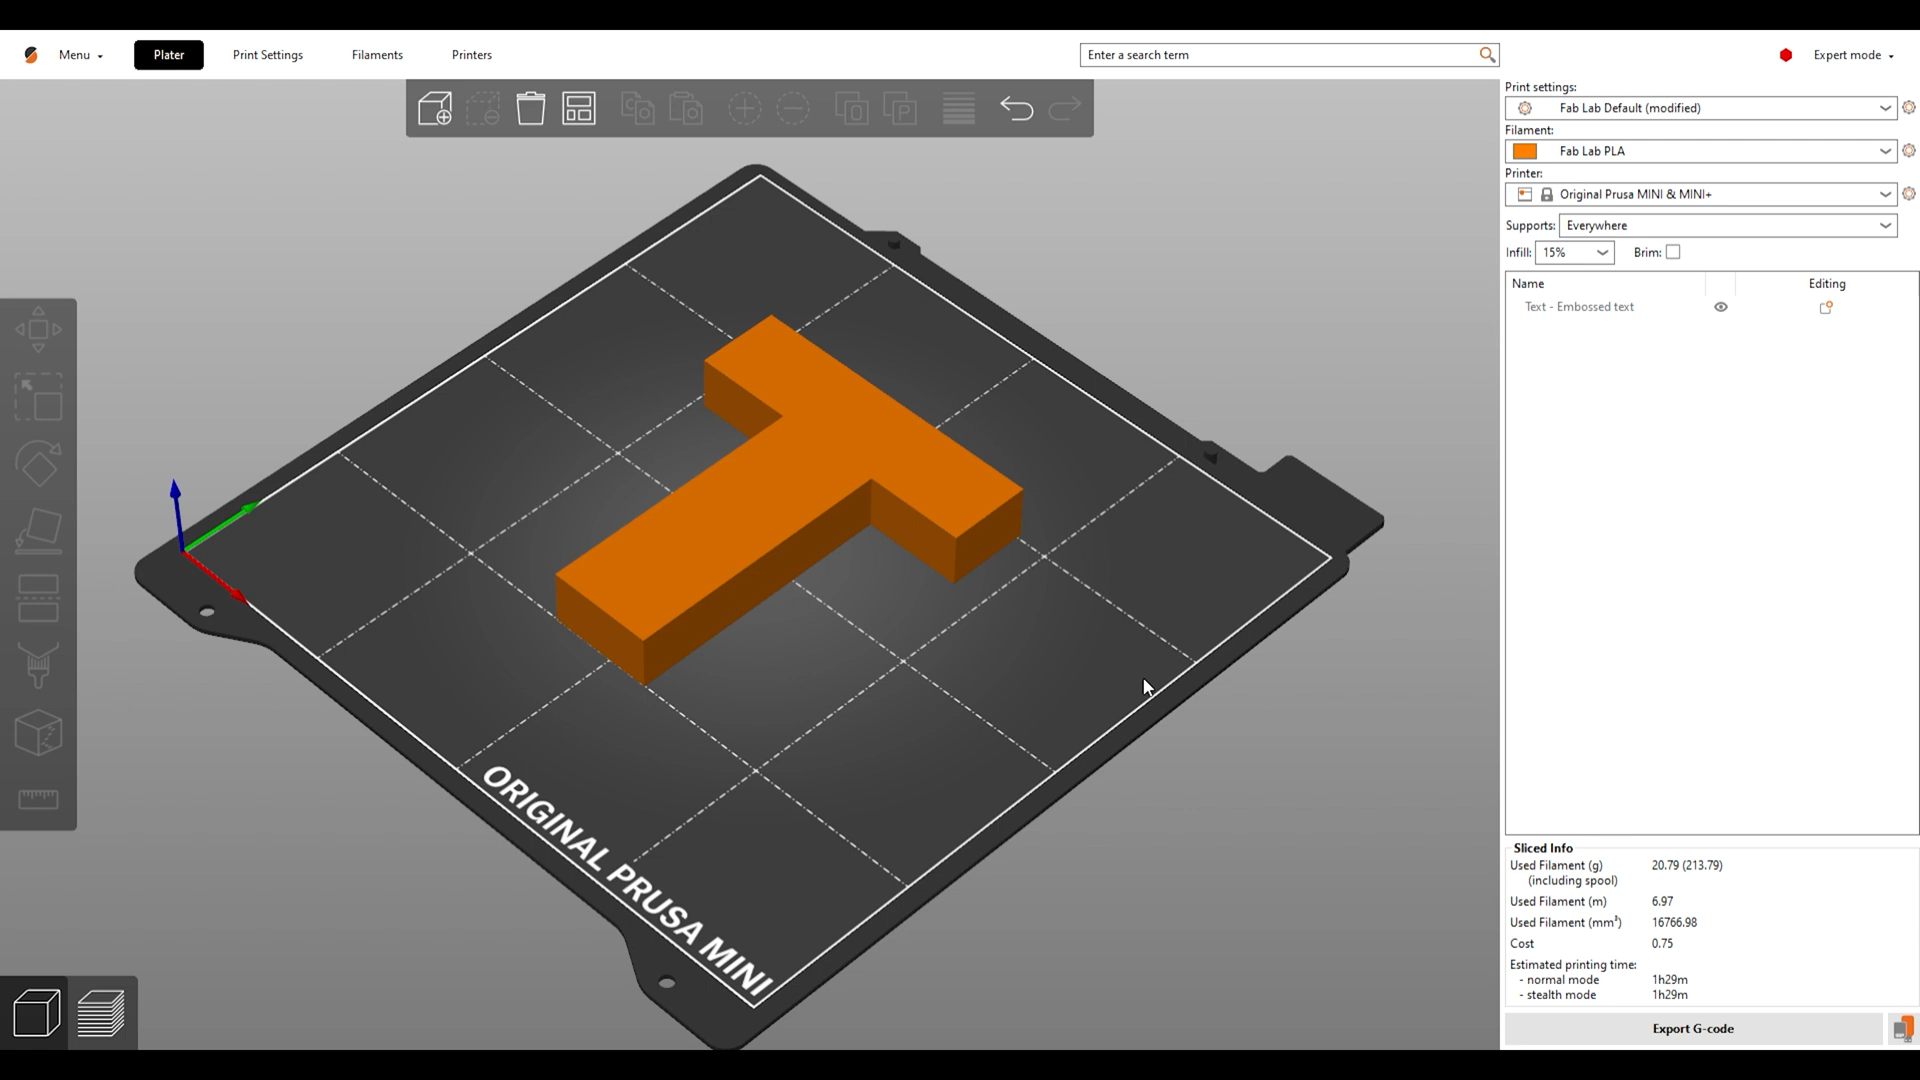 Menu
Plater
Print Settings
Filaments
Printers
Enter a search term
Expert mode
Print settings:
Fab Lab Default (modified)
Filament:
Fab Lab PLA
Printer:
Original Prusa MINI & MINI+
Supports: Everywhere
Infill: 15% Brim:
Name Editing
Text - Embossed text
ORIGINAL PRUSA MINI
Sliced Info
Used Filament (g) 20.79 (213.79)
(including spool)
Used Filament (m) 6.97
Used Filament (mm³) 16766.98
Cost 0.75
Estimated printing time:
- normal mode 1h29m
- stealth mode 1h29m
Export G-code